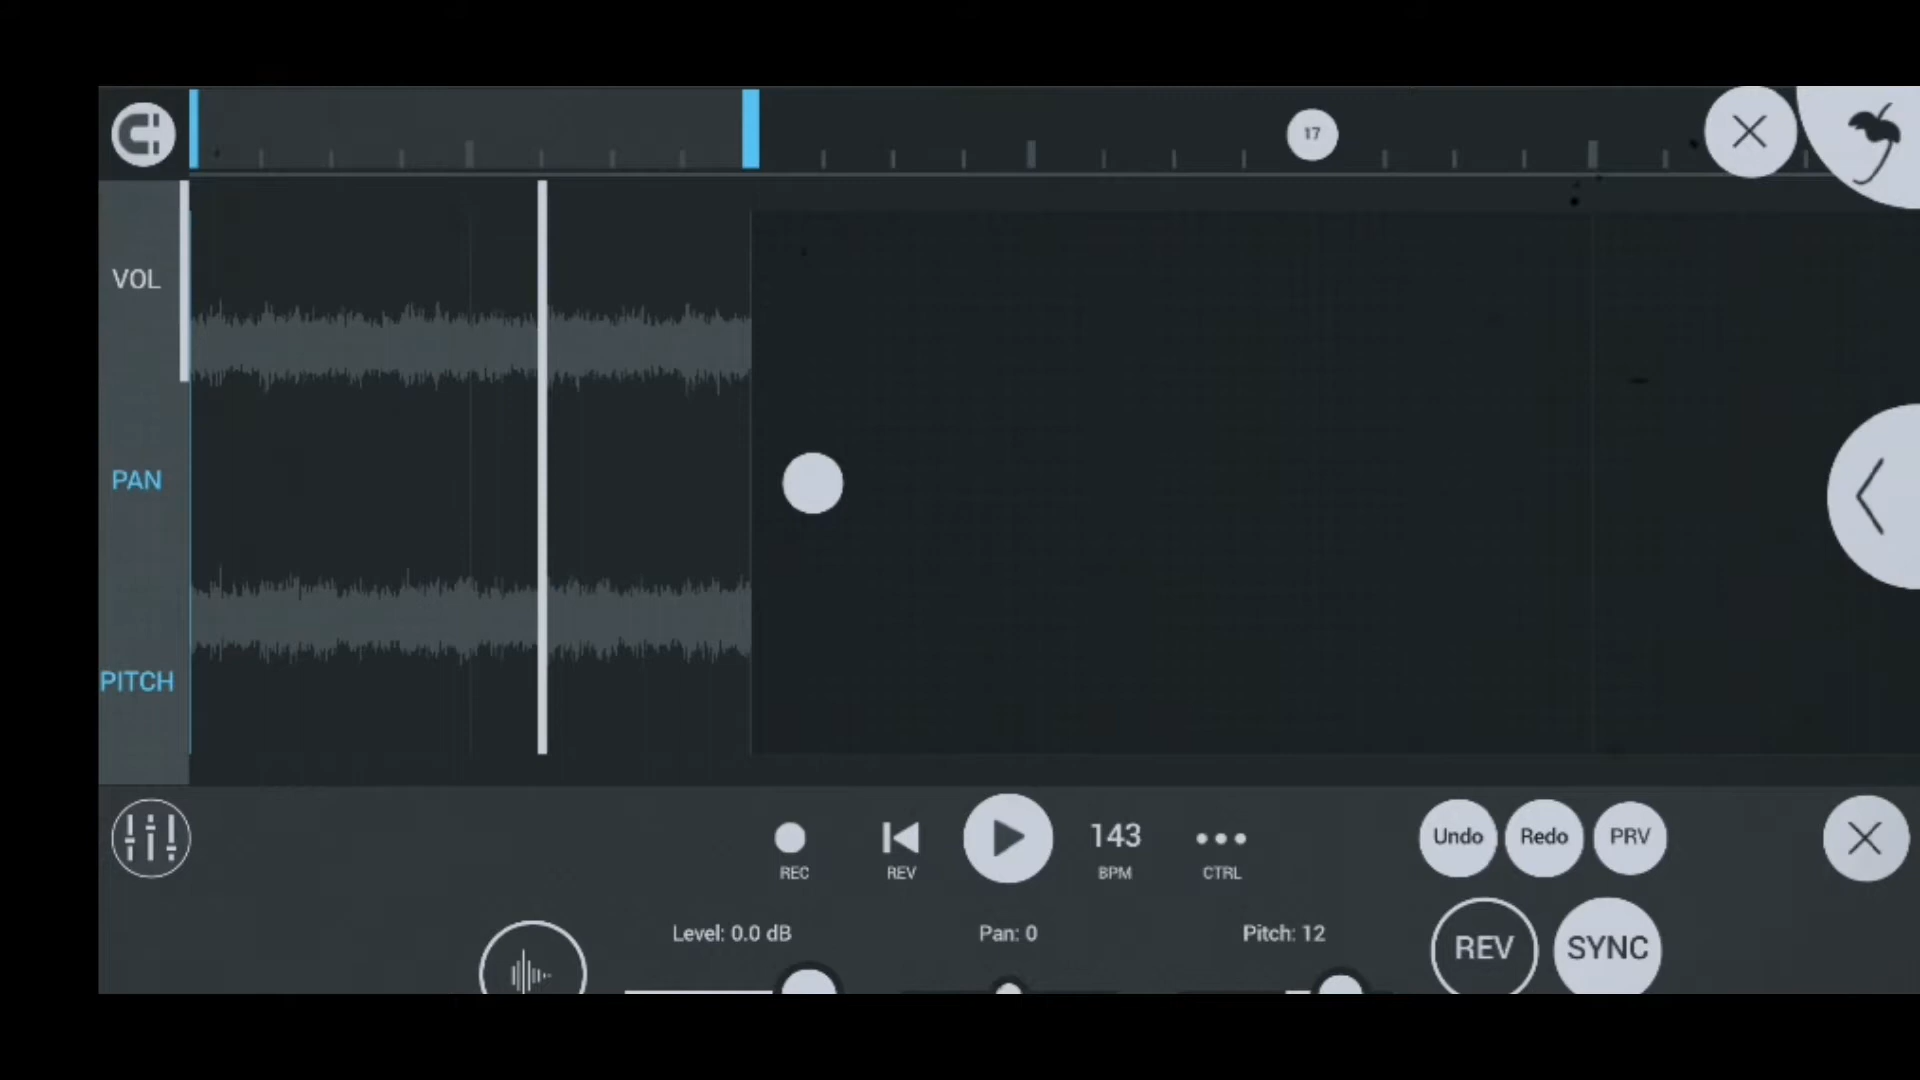 17
VOL
PAN
PITCH
143
REC
REV
BPM
CTRL
Undo
Redo
PRV
Level: 0.0 dB
Pan: 0
Pitch: 12
REV
SYNC